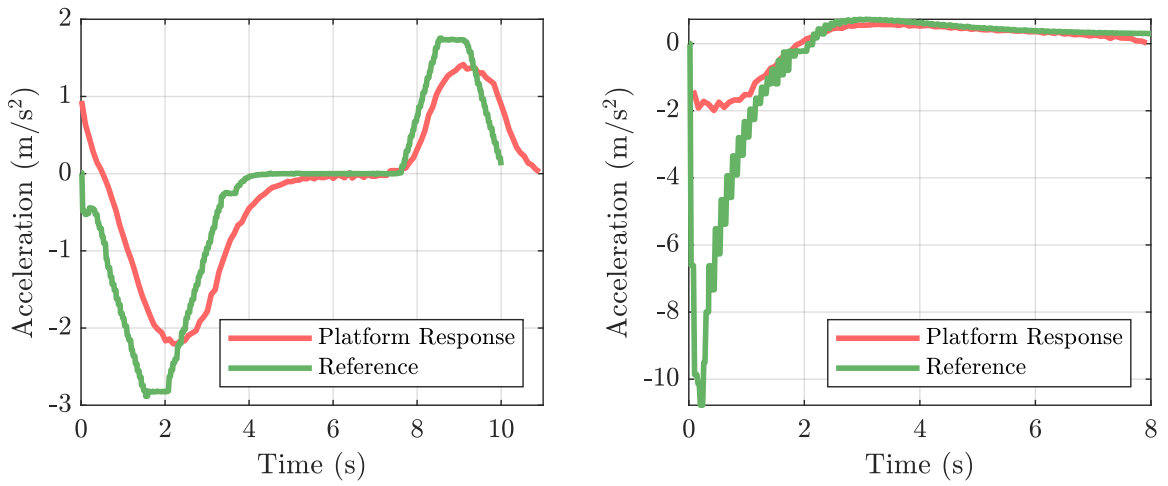 2
1
0
-1
-2
-3
Acceleration (m/s²)
Platform Response
Reference
0
2
4
6
8
10
Time (s)
0
-2
-4
-6
-8
-10
Acceleration (m/s²)
Platform Response
Reference
0
2
4
6
8
Time (s)